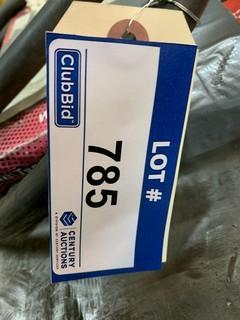 LOT #
785
ClubBid
CENTURY
AUCTIONS